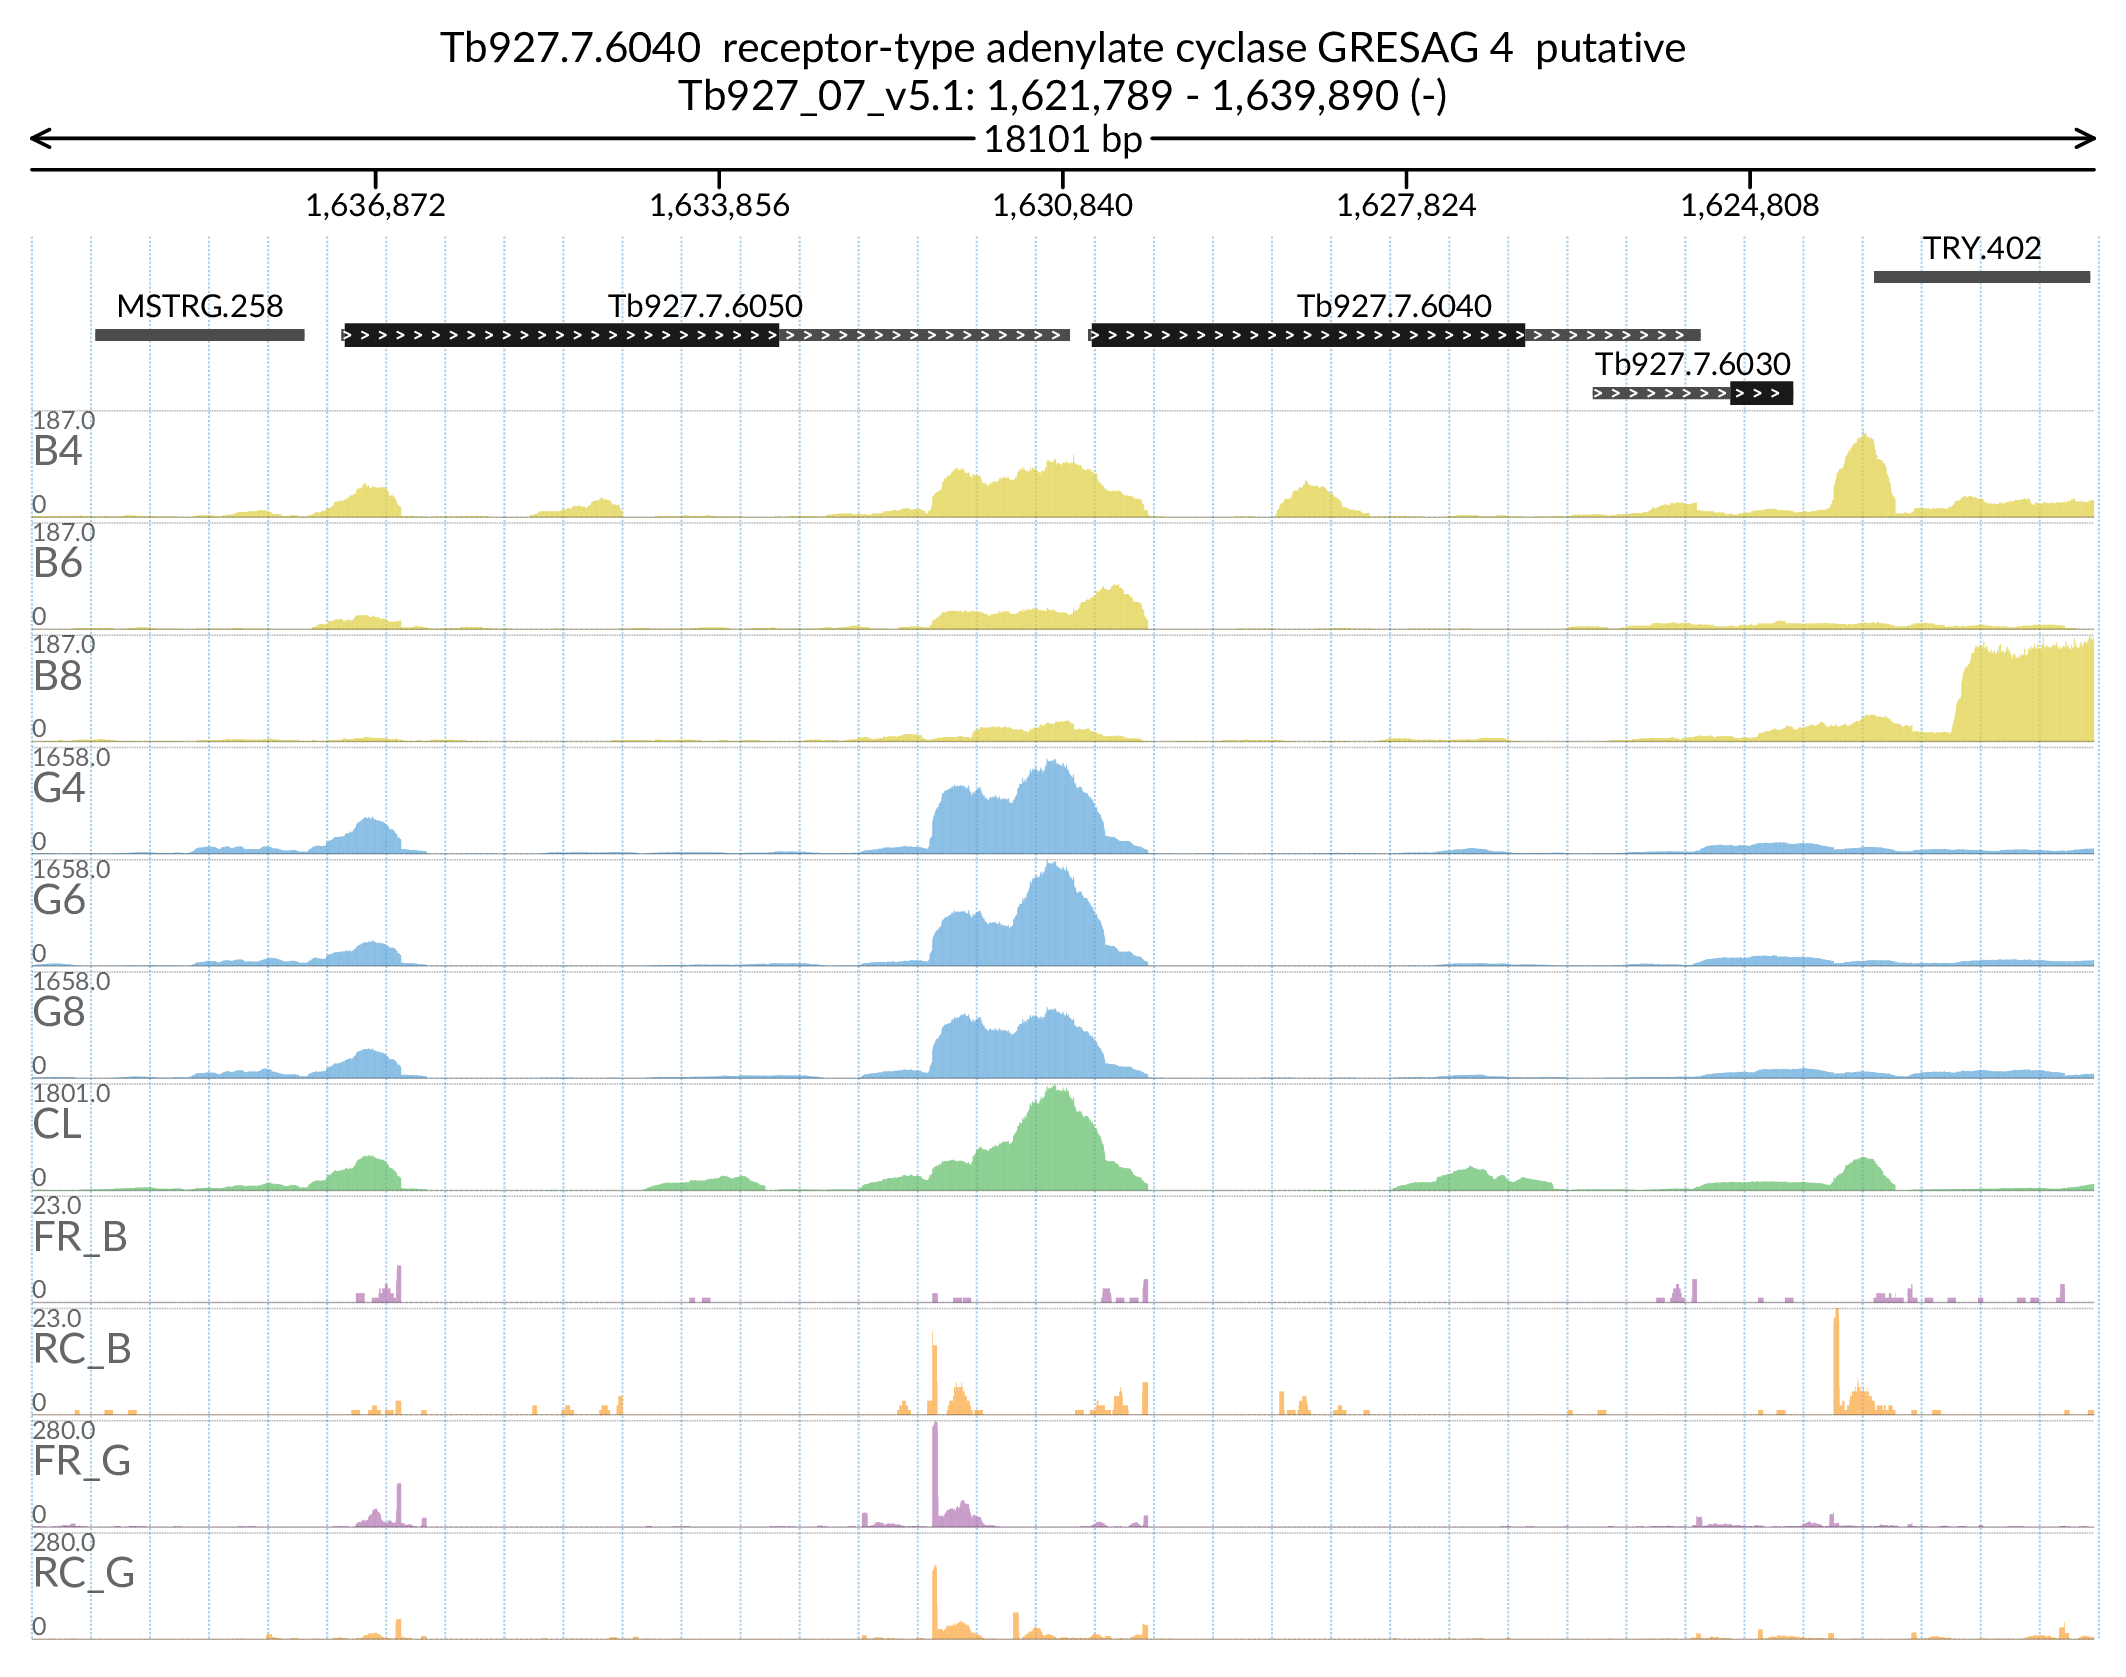 Tb927.7.6040  receptor-type adenylate cyclase GRESAG 4  putative
Tb927_07_v5.1: 1,621,789 - 1,639,890 (-)
18101 bp
1,636,872 1,633,856 1,630,840 1,627,824 1,624,808
TRY.402
MSTRG.258 Tb927.7.6050 Tb927.7.6040
Tb927.7.6030
187.0
B4
0
187.0
B6
0
187.0
B8
0
1658.0
G4
0
1658.0
G6
0
1658.0
G8
0
1801.0
CL
0
23.0
FR_B
0
23.0
RC_B
0
280.0
FR_G
0
280.0
RC_G
0